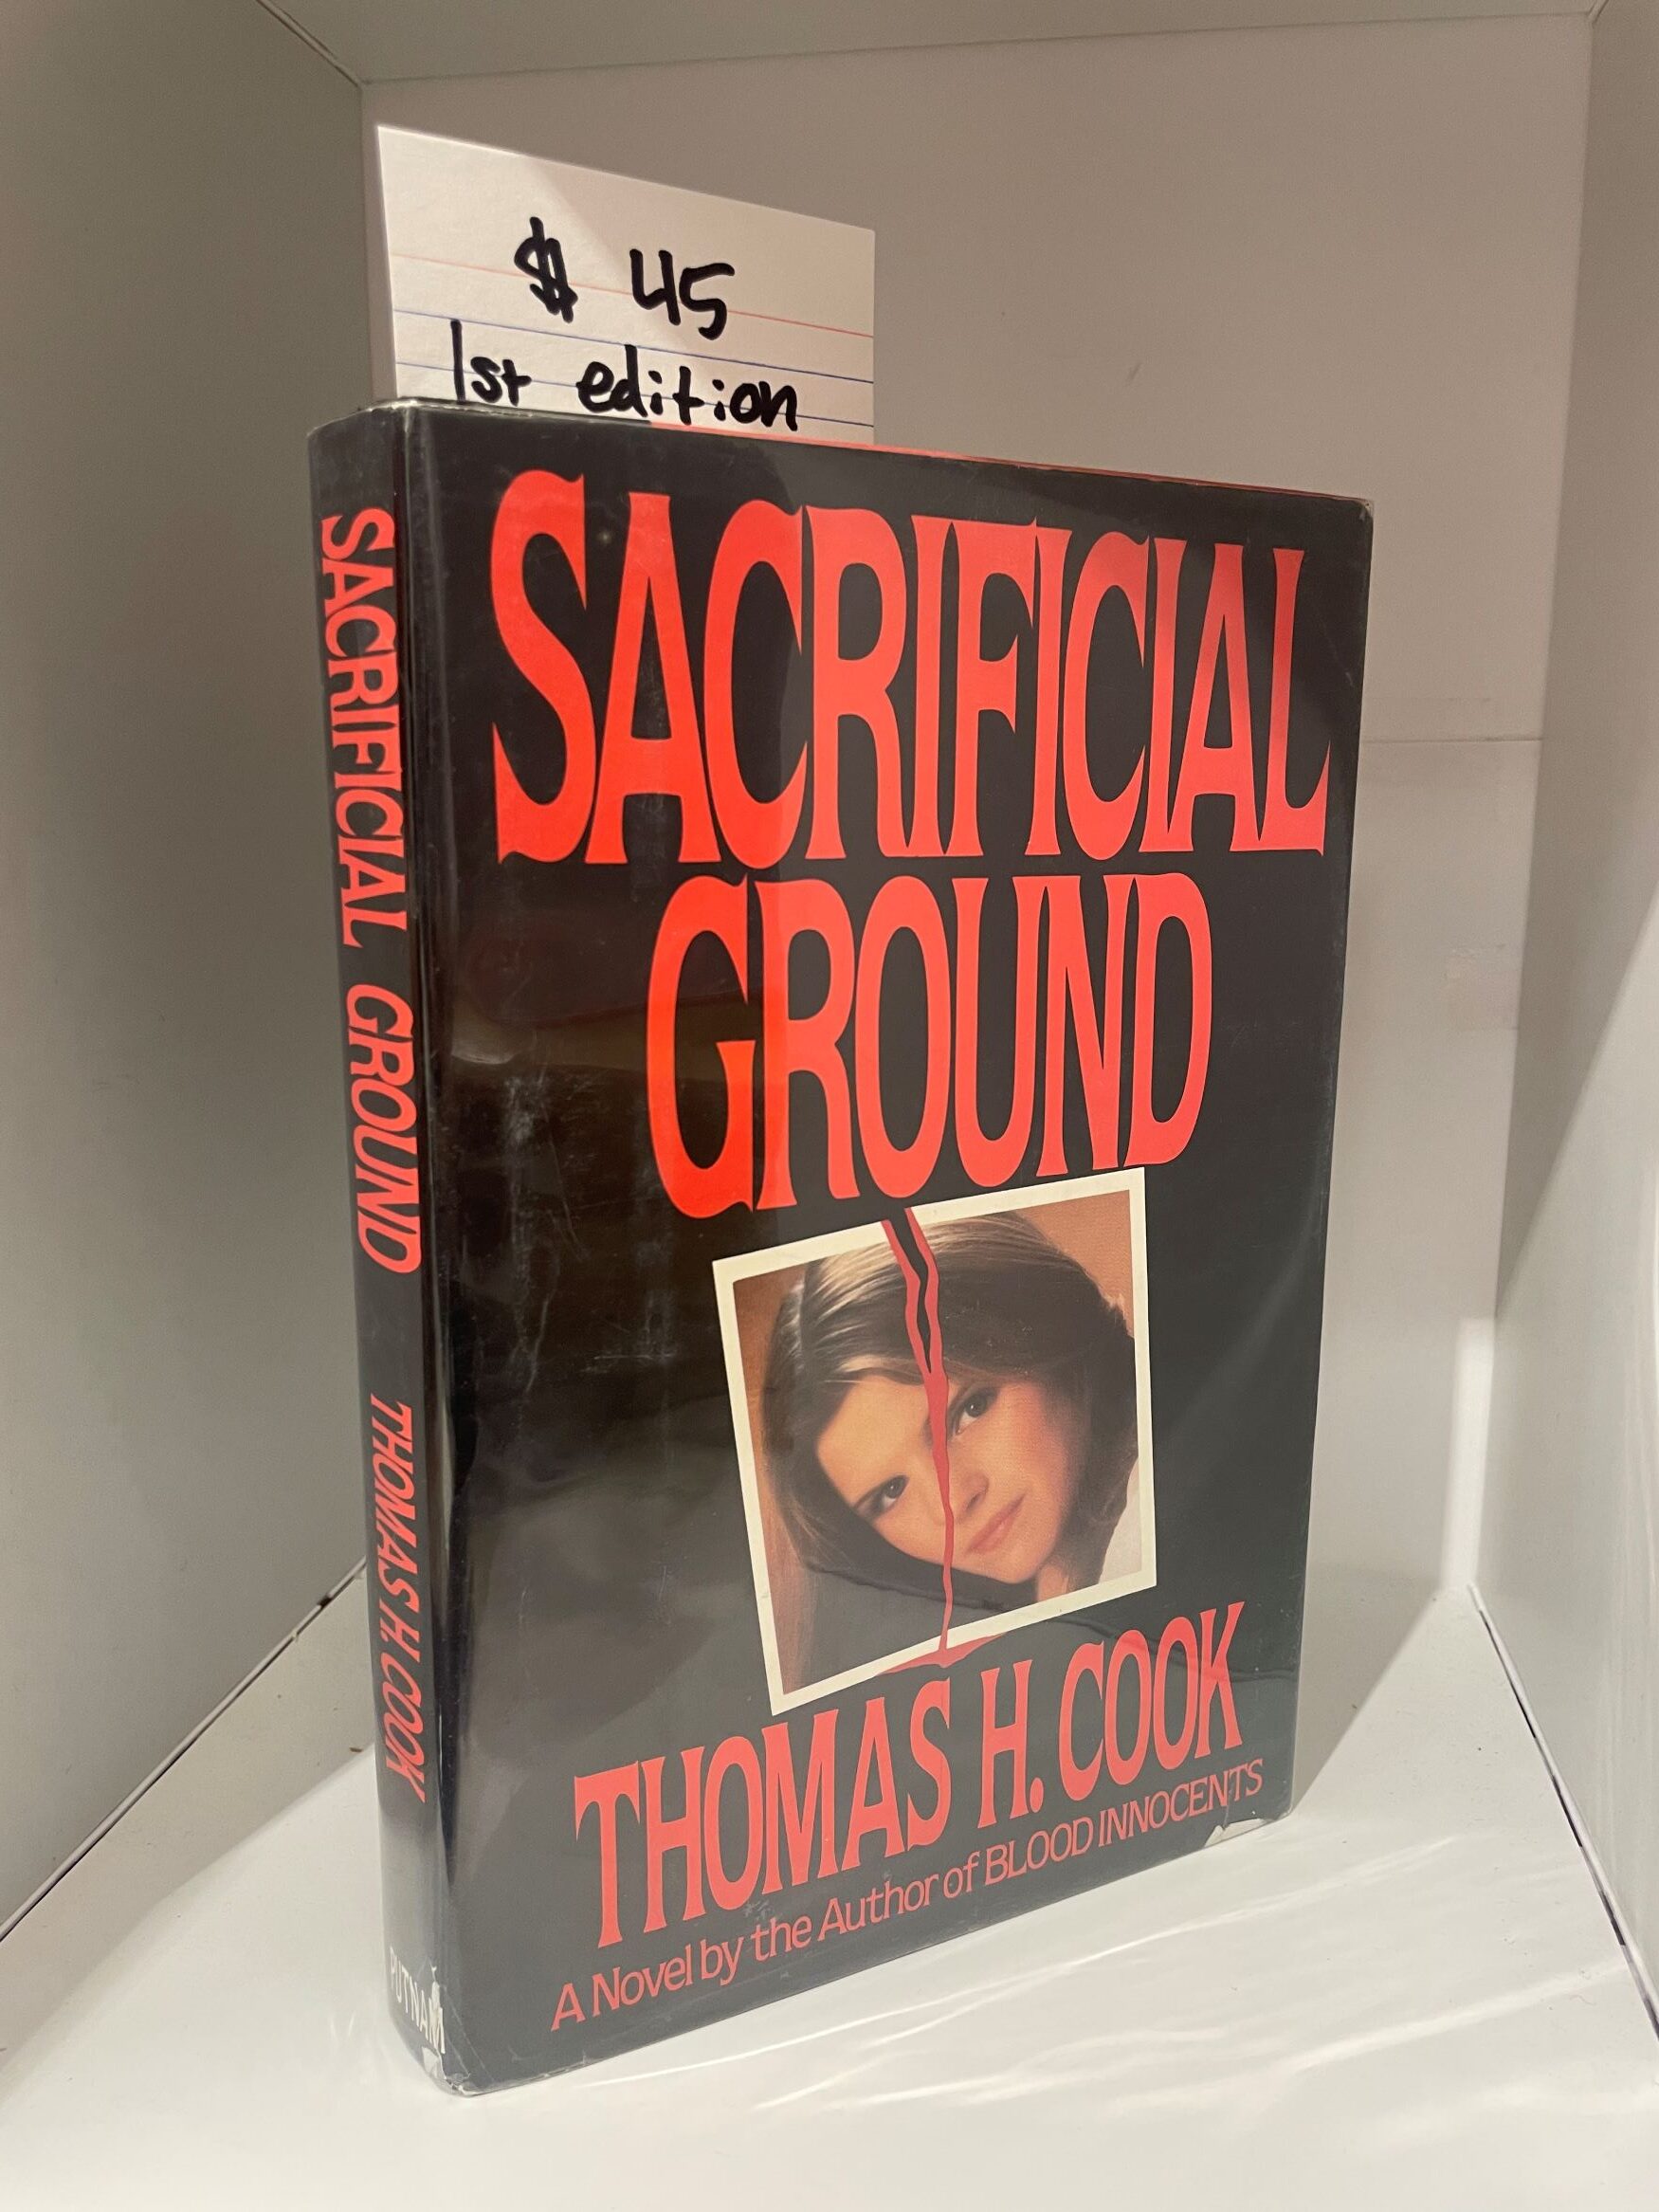 $ 45
1st edition
SACRIFICIAL
GROUND
THOMAS H. COOK
A Novel by the Author of BLOOD INNOCENTS
SACRIFICIAL GROUND THOMAS H. COOK PUTNAM